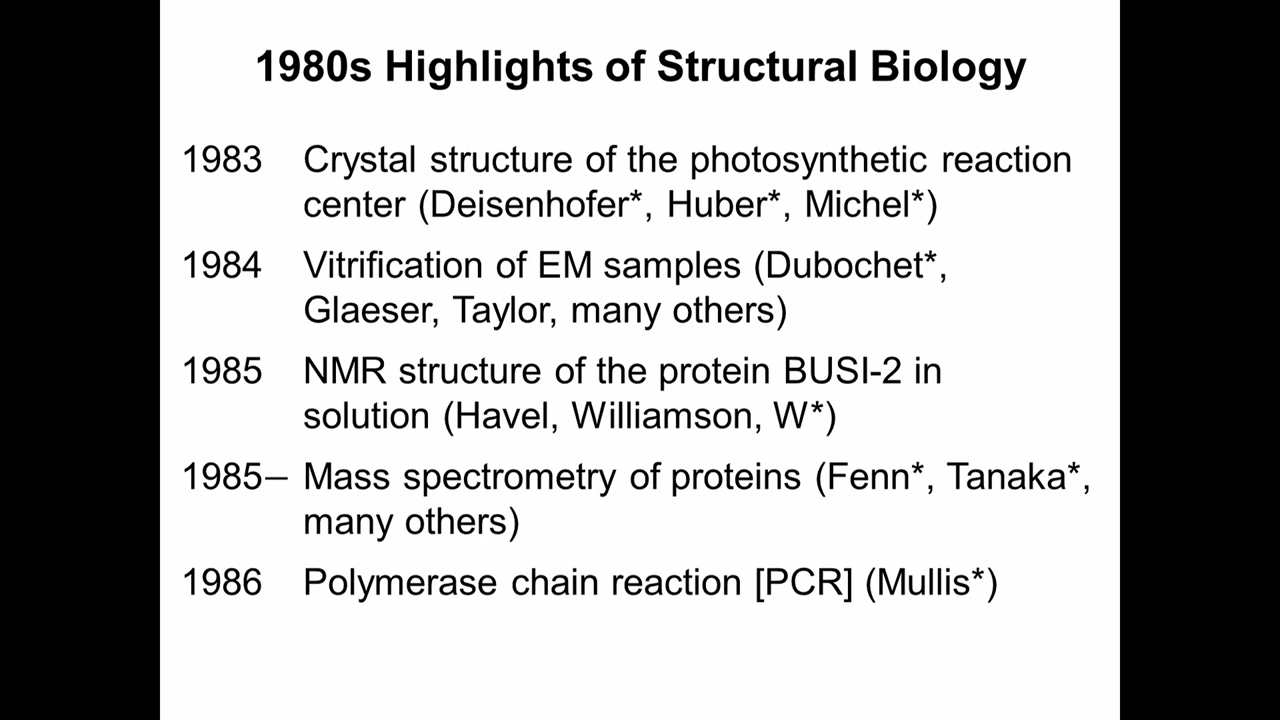 1980s Highlights of Structural Biology
1983 Crystal structure of the photosynthetic reaction
center (Deisenhofer*, Huber*, Michel*)
1984 Vitrification of EM samples (Dubochet*,
Glaeser, Taylor, many others)
1985 NMR structure of the protein BUSI-2 in
solution (Havel, Williamson, W*)
1985– Mass spectrometry of proteins (Fenn*, Tanaka*,
many others)
1986 Polymerase chain reaction [PCR] (Mullis*)